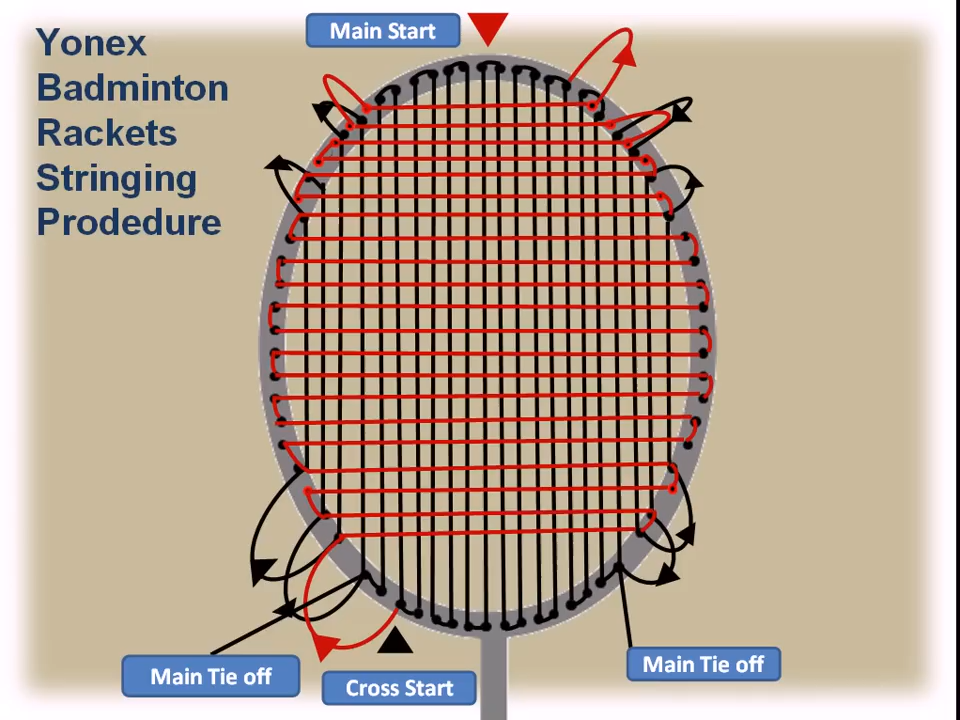 Yonex
Badminton
Rackets
Stringing
Prodedure
Main Start
Main Tie off
Cross Start
Main Tie off